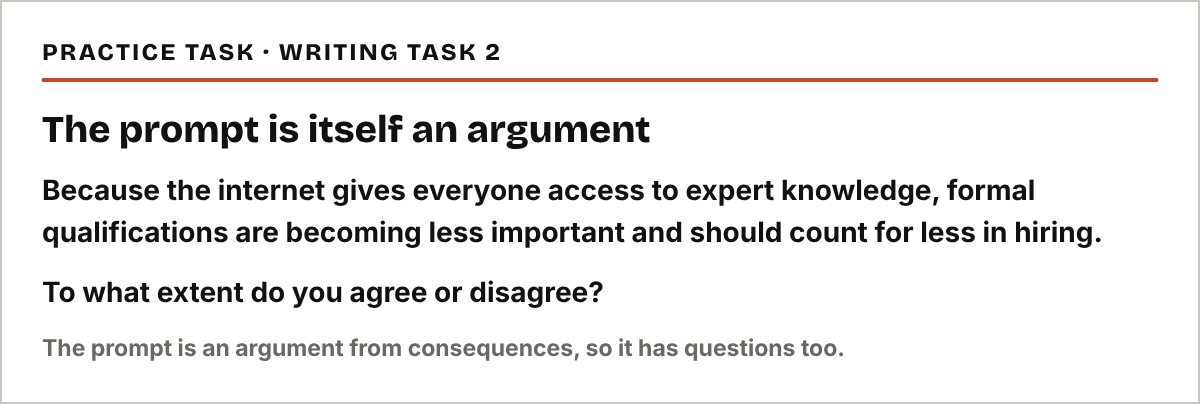 PRACTICE TASK · WRITING TASK 2
The prompt is itself an argument
Because the internet gives everyone access to expert knowledge, formal
qualifications are becoming less important and should count for less in hiring.
To what extent do you agree or disagree?
The prompt is an argument from consequences, so it has questions too.